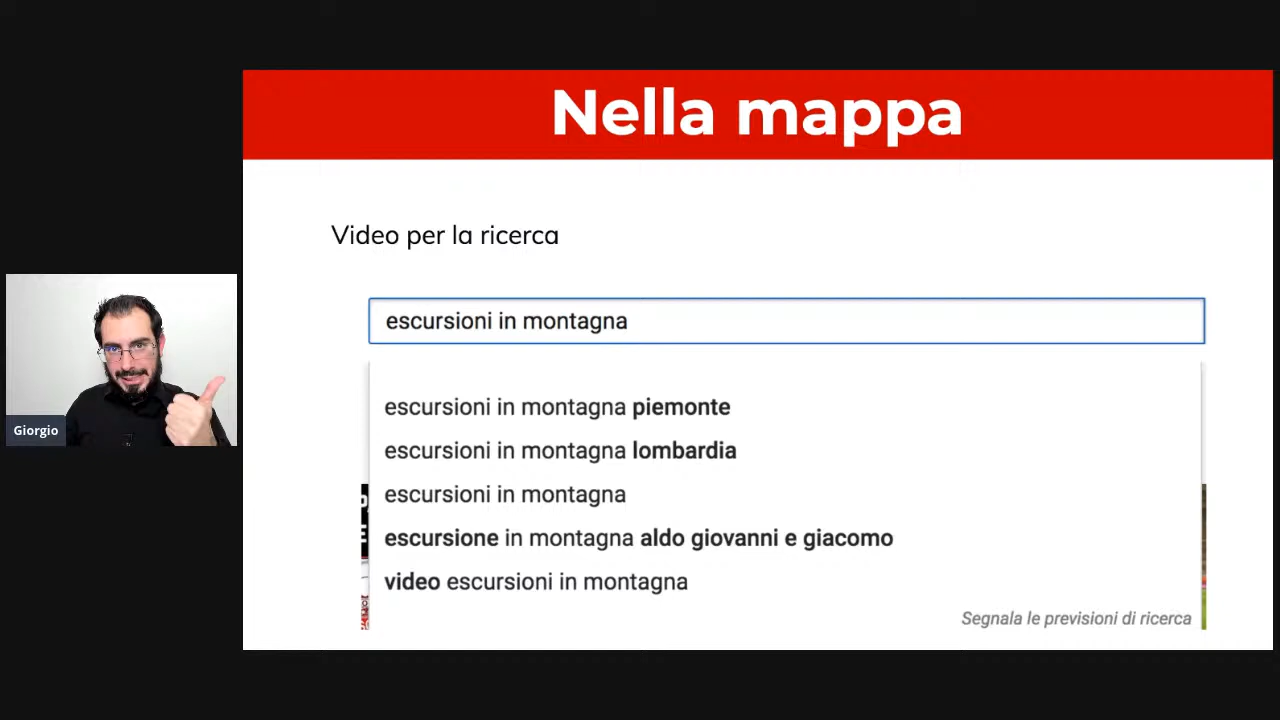 Nella mappa
Video per la ricerca
escursioni in montagna
escursioni in montagna piemonte
escursioni in montagna lombardia
escursioni in montagna
escursione in montagna aldo giovanni e giacomo
video escursioni in montagna
Segnala le previsioni di ricerca
Giorgio